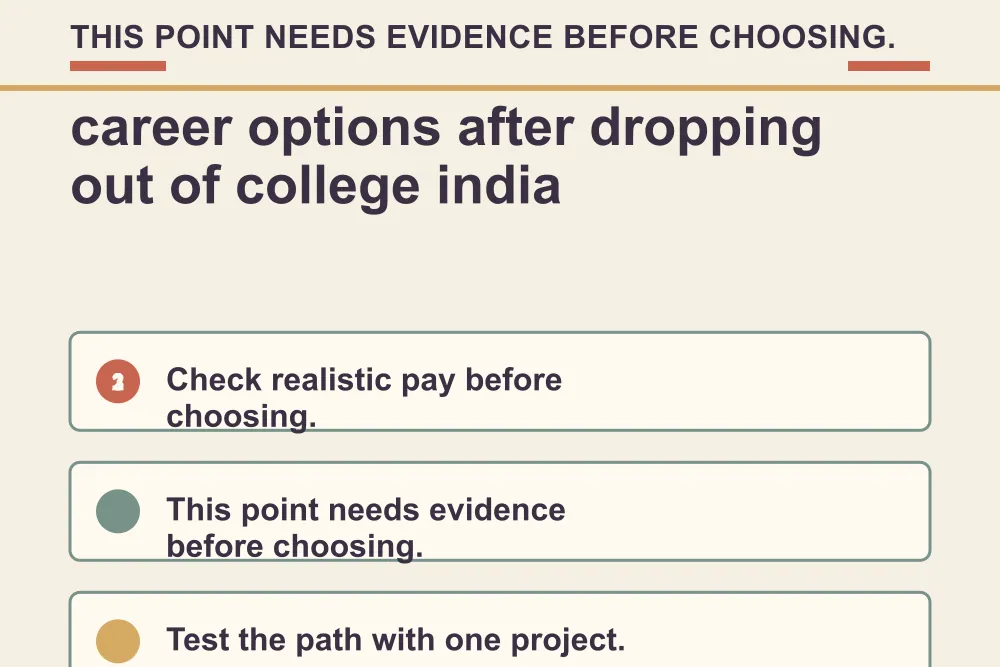 THIS POINT NEEDS EVIDENCE BEFORE CHOOSING.
career options after dropping
out of college india
Check realistic pay before
choosing.
This point needs evidence
before choosing.
Test the path with one project.